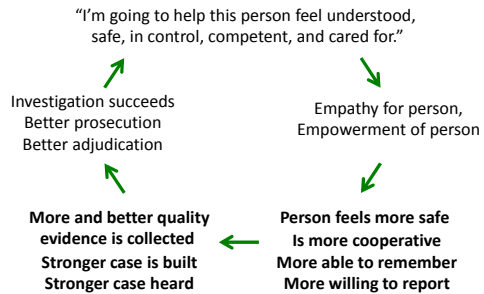 “I’m going to help this person feel understood,
safe, in control, competent, and cared for.”
Empathy for person,
Empowerment of person
Person feels more safe
Is more cooperative
More able to remember
More willing to report
More and better quality
evidence is collected
Stronger case is built
Stronger case heard
Investigation succeeds
Better prosecution
Better adjudication